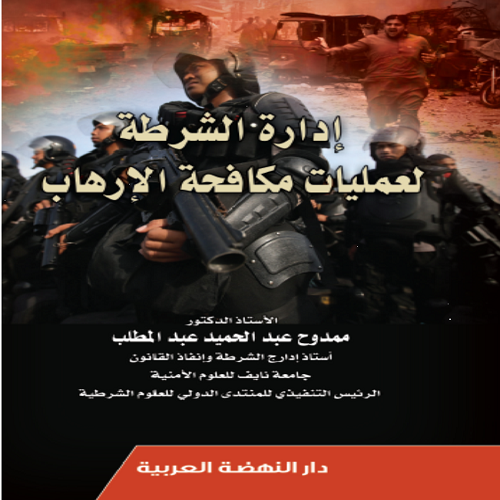 إدارة الشرطة
لعمليات مكافحة الإرهاب
الأستاذ الدكتور
ممدوح عبد الحميد عبد المطلب
أستاذ إدارج الشرطة وإنفاذ القانون
جامعة نايف للعلوم الأمنية
الرئيس التنفيذي للمنتدى الدولي للعلوم الشرطية
دار النهضة العربية